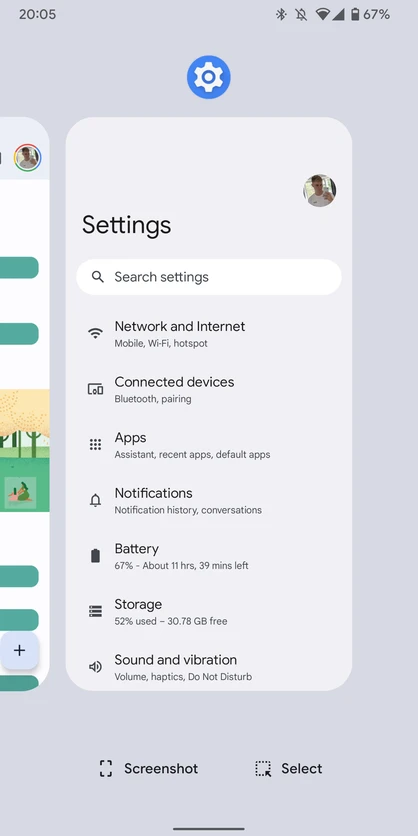 20:05
67%
Settings
Search settings
Network and Internet
Mobile, Wi-Fi, hotspot
Connected devices
Bluetooth, pairing
Apps
Assistant, recent apps, default apps
Notifications
Notification history, conversations
Battery
67% - About 11 hrs, 39 mins left
Storage
52% used – 30.78 GB free
Sound and vibration
Volume, haptics, Do Not Disturb
Screenshot
Select